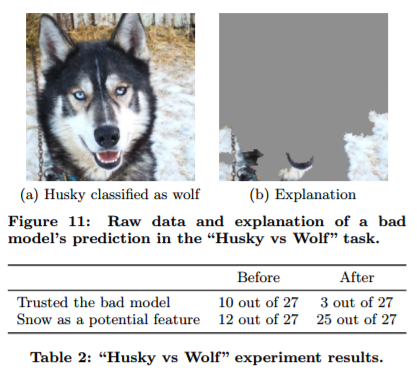 (a) Husky classified as wolf
(b) Explanation
Figure 11: Raw data and explanation of a bad
model's prediction in the “Husky vs Wolf” task.
Before After
Trusted the bad model 10 out of 27 3 out of 27
Snow as a potential feature 12 out of 27 25 out of 27
Table 2: “Husky vs Wolf” experiment results.